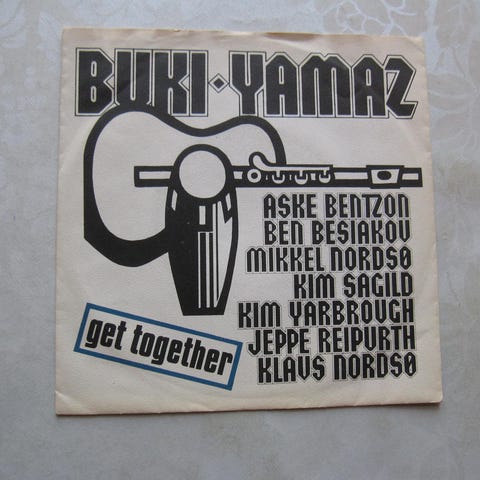 BUKI·YAMAZ
ASKE BENTZON
BEN BESIAKOV
MIKKEL NORDSØ
KIM SAGILD
KIM YARBROUGH
JEPPE REIPURTH
KLAUS NORDSØ
get together